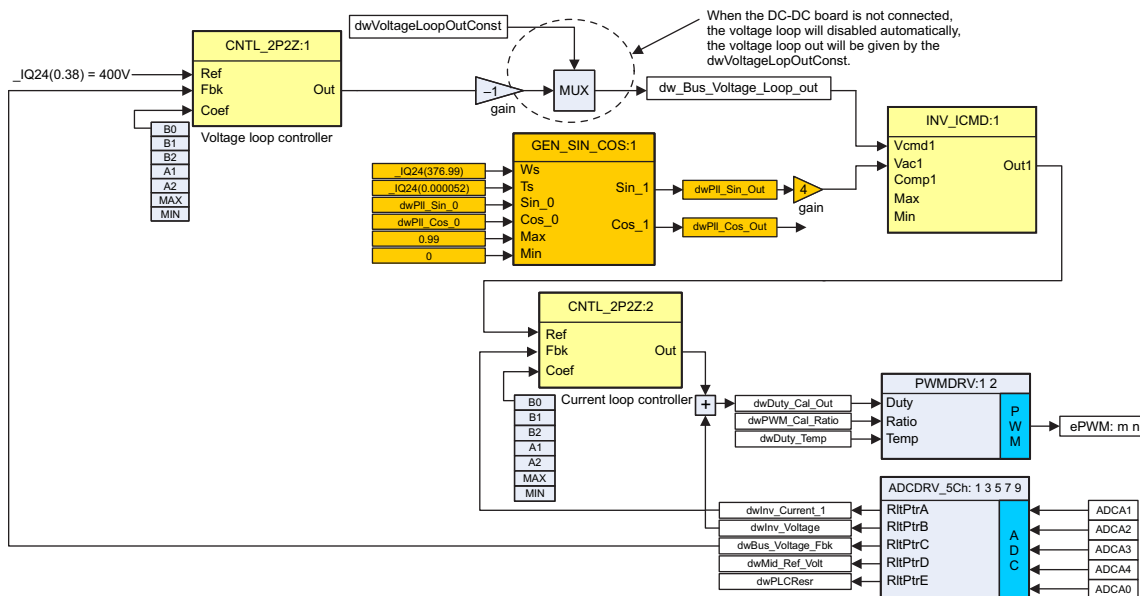 When the DC-DC board is not connected,
the voltage loop will disabled automatically,
the voltage loop out will be given by the
dwVoltageLopOutConst.
dwVoltageLoopOutConst
CNTL_2P2Z:1
_IQ24(0.38) = 400V
Ref
Fbk
Out
Coef
Voltage loop controller
B0
B1
B2
A1
A2
MAX
MIN
–1
gain
MUX
dw_Bus_Voltage_Loop_out
INV_ICMD:1
Vcmd1
Vac1
Out1
Comp1
Max
Min
GEN_SIN_COS:1
_IQ24(376.99)
Ws
_IQ24(0.000052)
Ts
dwPll_Sin_0
Sin_0
dwPll_Cos_0
Cos_0
0.99
Max
0
Min
Sin_1
dwPll_Sin_Out
4
gain
Cos_1
dwPll_Cos_Out
CNTL_2P2Z:2
Ref
Fbk
Out
Coef
Current loop controller
B0
B1
B2
A1
A2
MAX
MIN
+
dwDuty_Cal_Out
dwPWM_Cal_Ratio
dwDuty_Temp
PWMDRV:1 2
Duty
Ratio
Temp
P
W
M
ePWM: m n
ADCDRV_5Ch: 1 3 5 7 9
dwInv_Current_1
RltPtrA
ADCA1
dwInv_Voltage
RltPtrB
ADCA2
dwBus_Voltage_Fbk
RltPtrC
ADCA3
dwMid_Ref_Volt
RltPtrD
ADCA4
dwPLCResr
RltPtrE
ADCA0
A
D
C